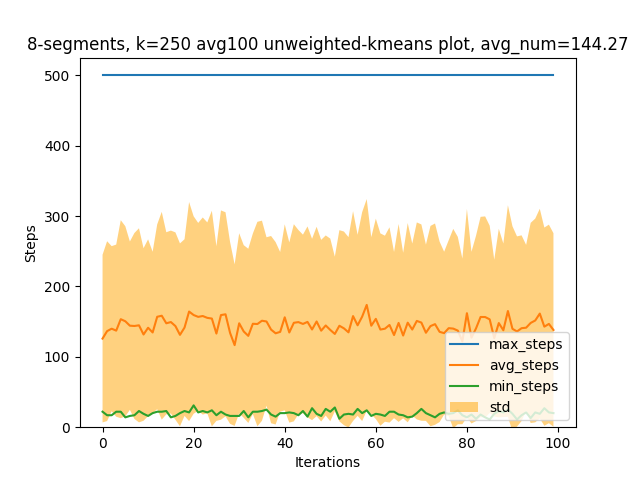 8-segments, k=250 avg100 unweighted-kmeans plot, avg_num=144.27
500
400
300
200
100
0
Steps
max_steps
avg_steps
min_steps
std
0
20
40
60
80
100
Iterations